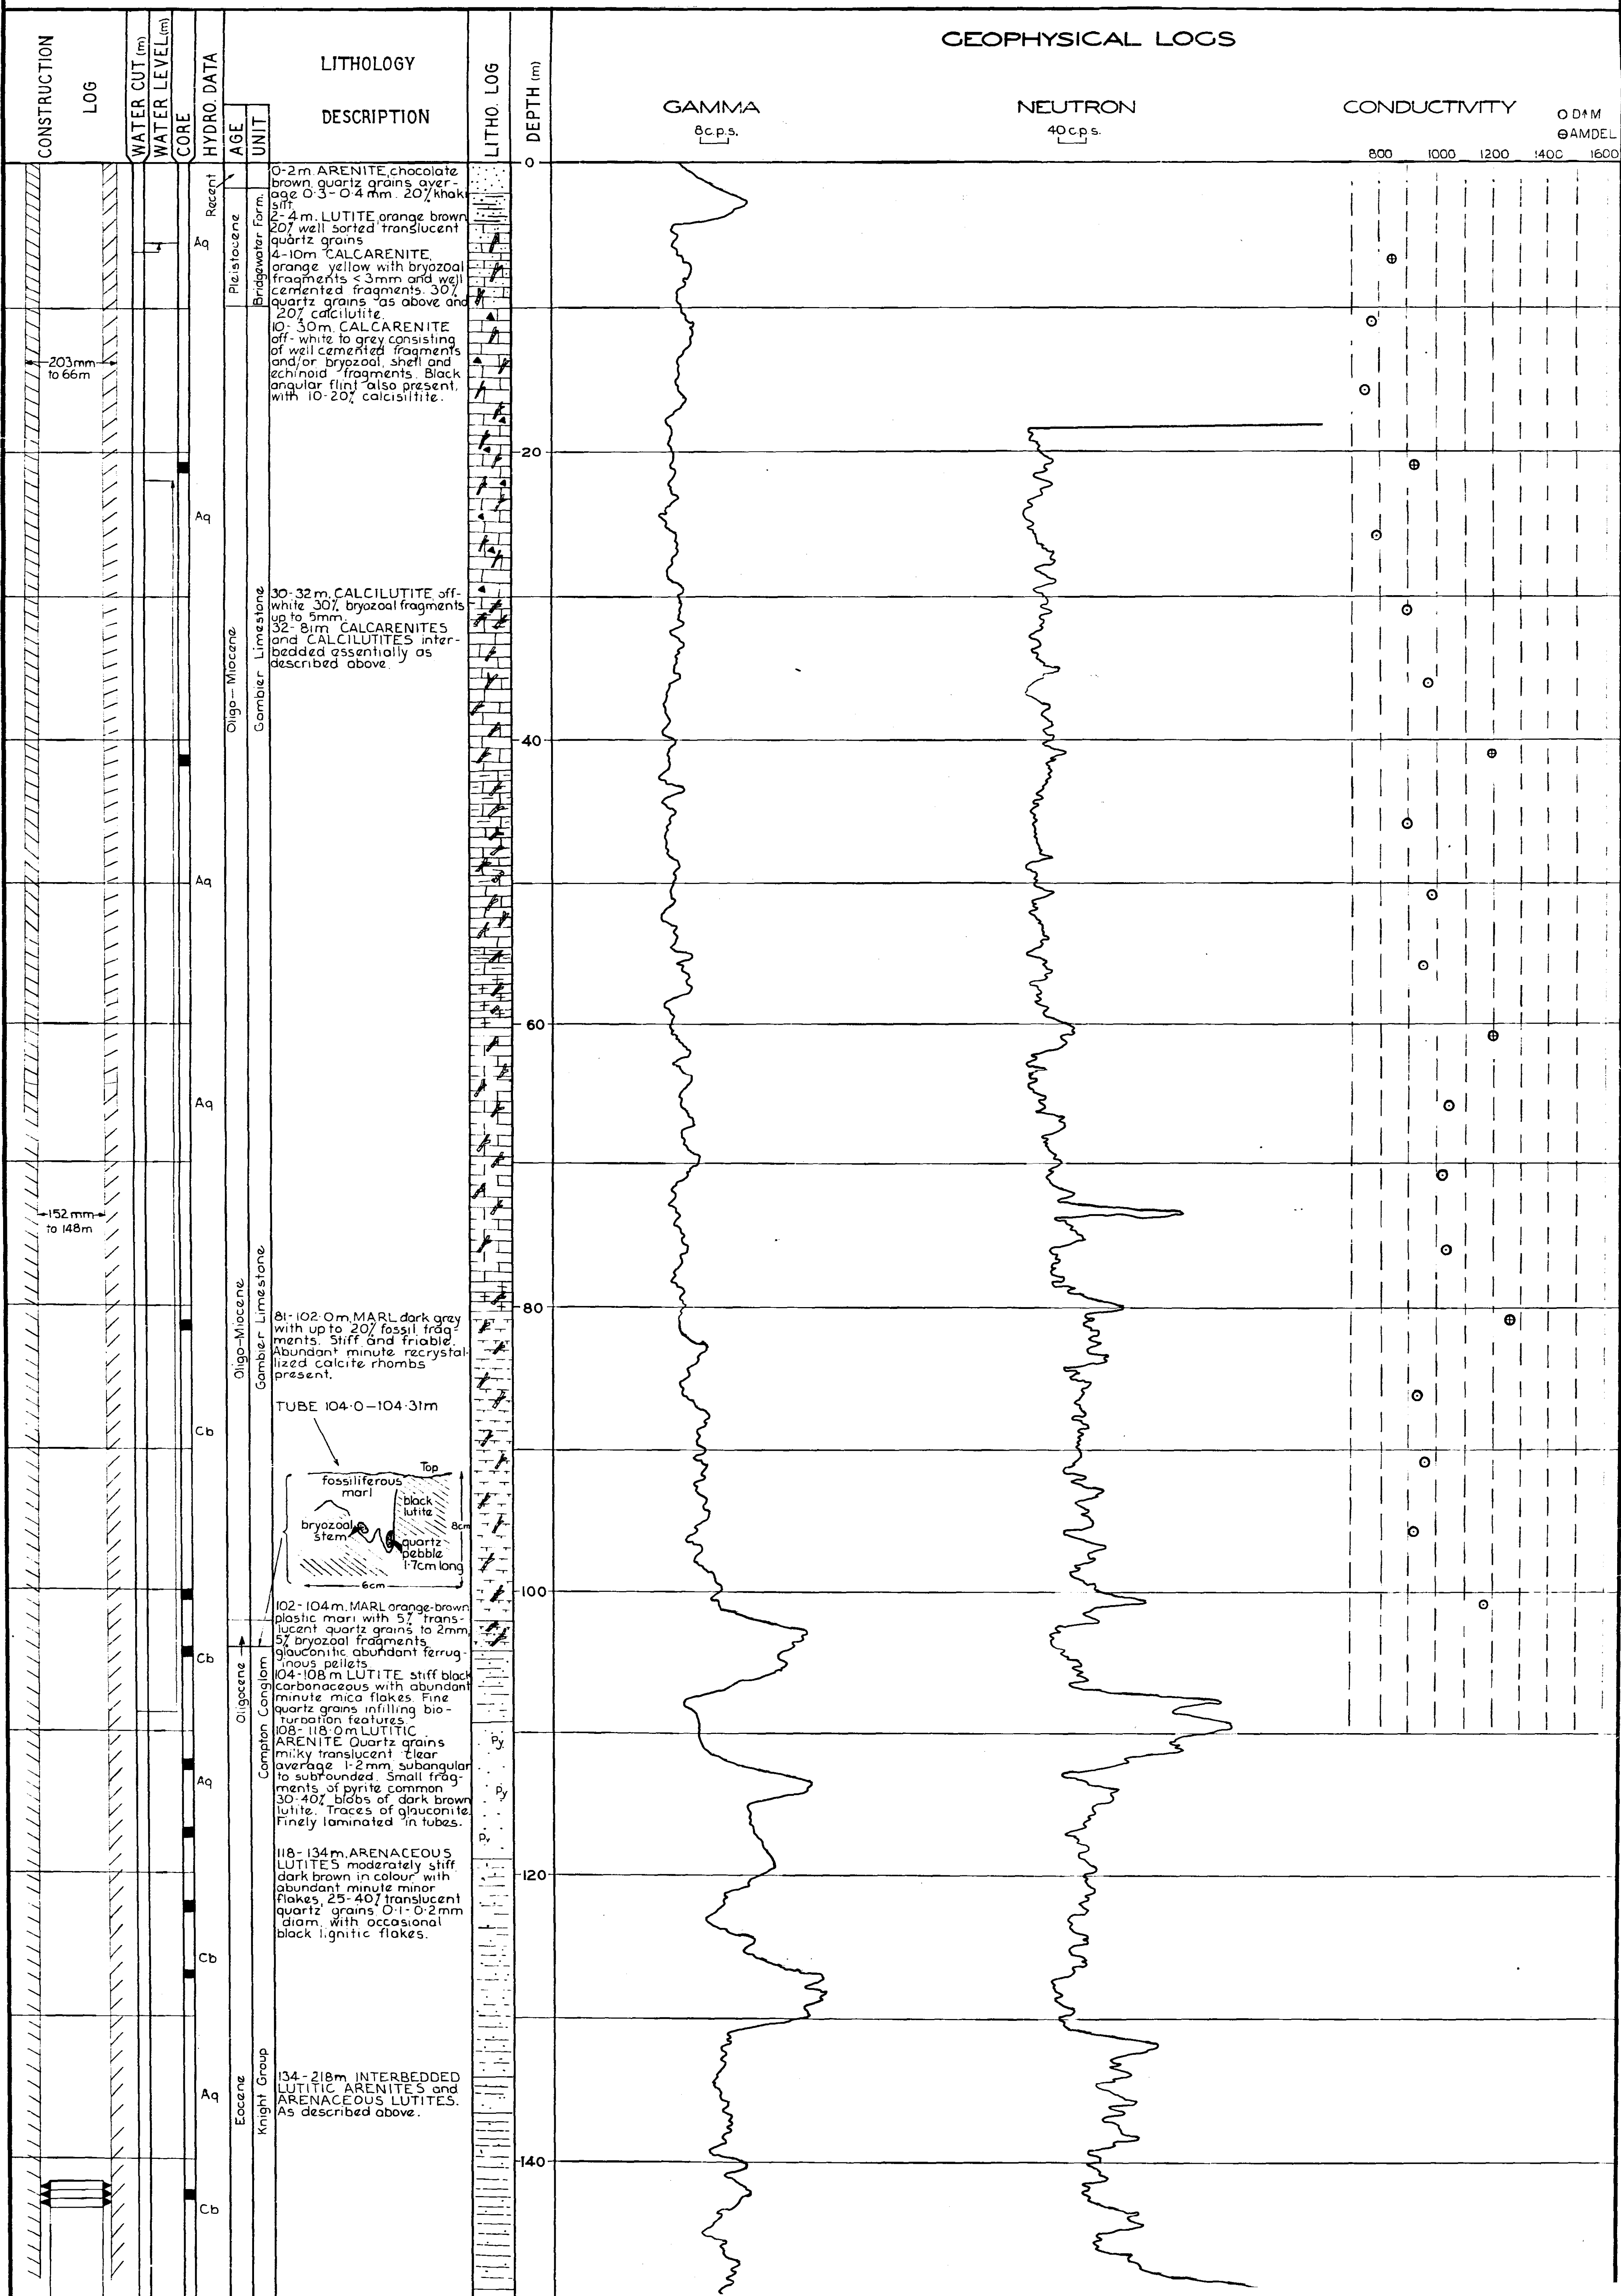 GEOPHYSICAL LOGS
CONSTRUCTION
LOG
WATER CUT (m)
WATER LEVEL (m)
CORE
HYDRO. DATA
AGE
UNIT
LITHOLOGY
DESCRIPTION
LITHO. LOG
DEPTH (m)
GAMMA
8c.p.s.
NEUTRON
40 c.p.s.
CONDUCTIVITY
AMDEL
800 1000 1200 1400 1600
0
Recent
0-2m. ARENITE, chocolate
brown quartz grains aver-
age 0·3-0·4mm. 20% khaki
silt.
2-4m. LUTITE, orange brown
20% well sorted translucent
quartz grains
4-10m CALCARENITE,
orange yellow with bryozoal
fragments <3mm and well
cemented fragments. 30%
quartz grains as above and
20% calcilutite.
10-30m. CALCARENITE
off-white to grey consisting
of well cemented fragments
and/or bryozoal, shell and
echinoid fragments. Black
angular flint also present,
with 10-20% calcisiltite.
Pliestocene
Bridgewater Form.
Aq
203mm
to 66m
20
Aq
30-32m. CALCILUTITE, off-
white 30% bryozoal fragments
up to 5mm.
32-81m CALCARENITES
and CALCILUTITES inter-
bedded essentially as
described above.
Oligo-Miocene
Gambier Limestone
40
Aq
60
Aq
152mm
to 148m
Oligo-Miocene
Gambier Limestone
80
81-102·0m. MARL dark grey
with up to 20% fossil frag-
ments. Stiff and friable.
Abundant minute recrystal-
lized calcite rhombs
present.
TUBE 104·0-104·31m
Cb
Top
fossiliferous
marl
black
lutite
bryozoal
stem
8cm
quartz
pebble
1·7cm long
6cm
100
102-104m. MARL orange-brown
plastic marl with 5% trans-
lucent quartz grains to 2mm,
5% bryozoal fragments
glauconitic abundant ferrug-
inous pellets
104-108m LUTITE stiff black
carbonaceous with abundant
minute mica flakes. Fine
quartz grains infilling bio-
turbation features.
108-118·0m LUTITIC
ARENITE Quartz grains
milky translucent clear
average 1-2mm, subangular
to subrounded. Small frag-
ments of pyrite common
30-40% blobs of dark brown
lutite. Traces of glauconite.
Finely laminated in tubes.
Cb
Oligocene
Compton Conglom
Py
Aq
Py
Py
118-134m. ARENACEOUS
LUTITES moderately stiff
dark brown in colour with
abundant minute minor
flakes, 25-40% translucent
quartz grains 0·1-0·2mm
diam. with occasional
black lignitic flakes.
120
Cb
134-218m INTERBEDDED
LUTITIC ARENITES and
ARENACEOUS LUTITES.
As described above.
Aq
Eocene
Knight Group
140
Cb